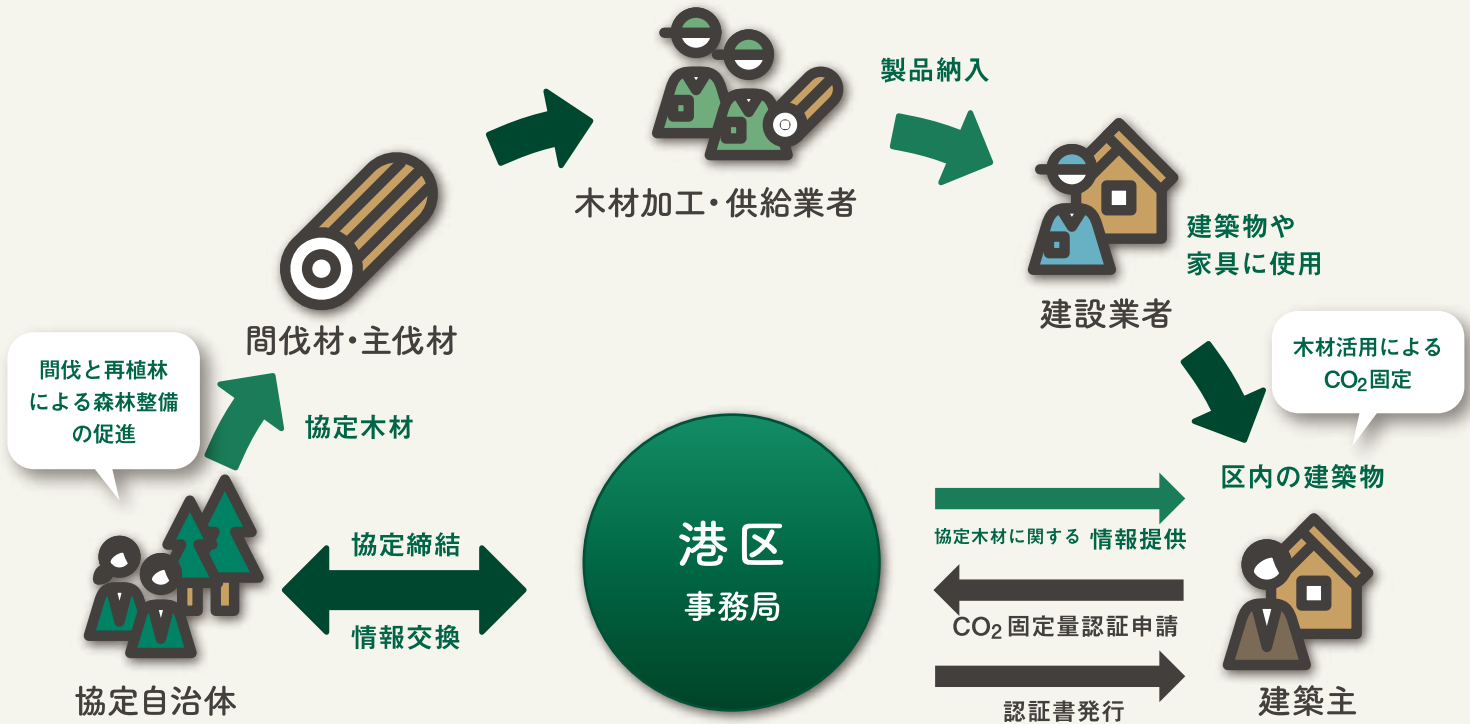 製品納入
木材加工・供給業者
建築物や
家具に使用
建設業者
間伐材・主伐材
木材活用による
CO₂固定
間伐と再植林
による森林整備
の促進
協定木材
区内の建築物
港区
事務局
協定締結
情報交換
協定木材に関する 情報提供
CO₂固定量認証申請
認証書発行
協定自治体
建築主